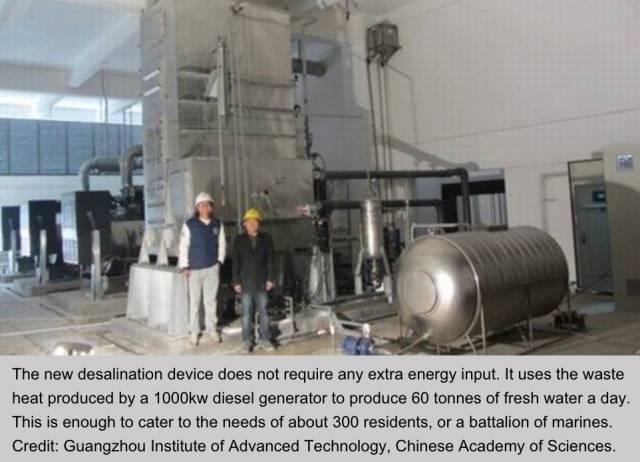 The new desalination device does not require any extra energy input. It uses the waste
heat produced by a 1000kw diesel generator to produce 60 tonnes of fresh water a day.
This is enough to cater to the needs of about 300 residents, or a battalion of marines.
Credit: Guangzhou Institute of Advanced Technology, Chinese Academy of Sciences.